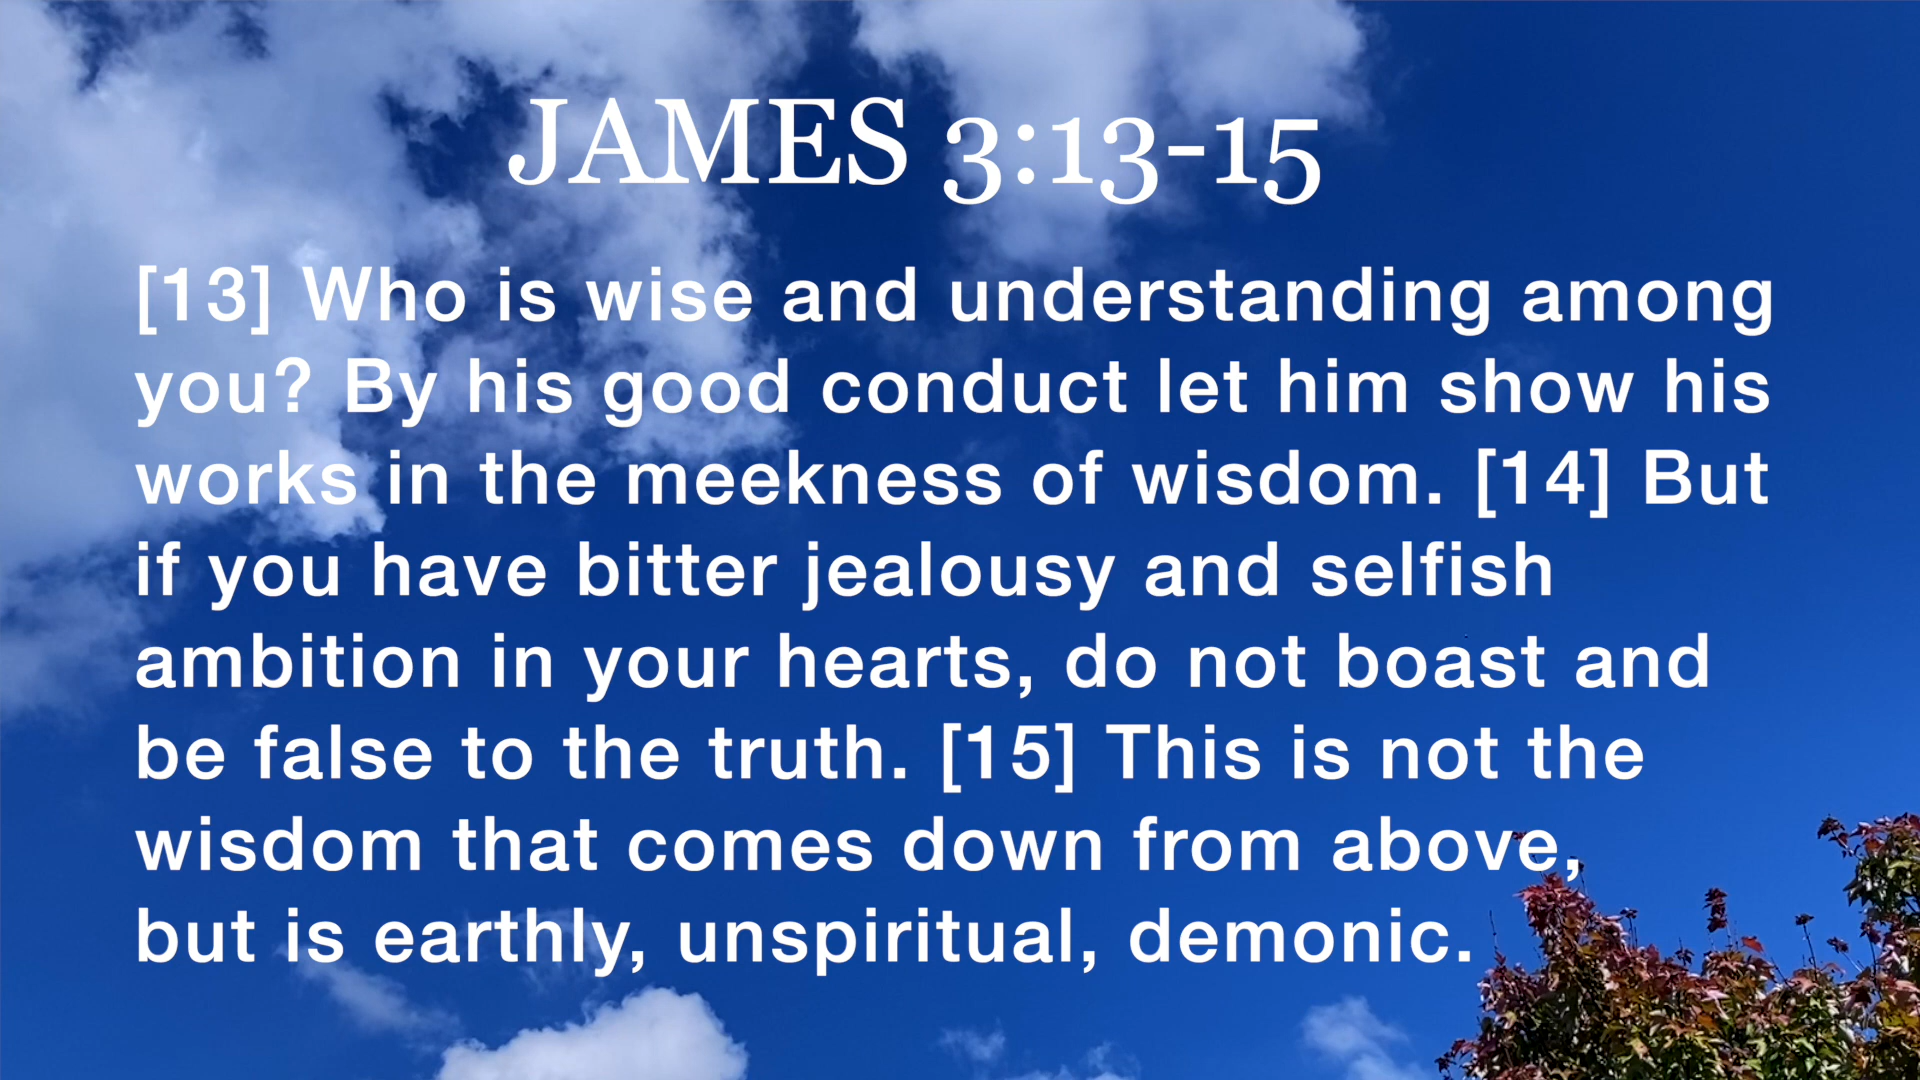 JAMES 3:13-15
[13] Who is wise and understanding among
you? By his good conduct let him show his
works in the meekness of wisdom. [14] But
if you have bitter jealousy and selfish
ambition in your hearts, do not boast and
be false to the truth. [15] This is not the
wisdom that comes down from above,
but is earthly, unspiritual, demonic.